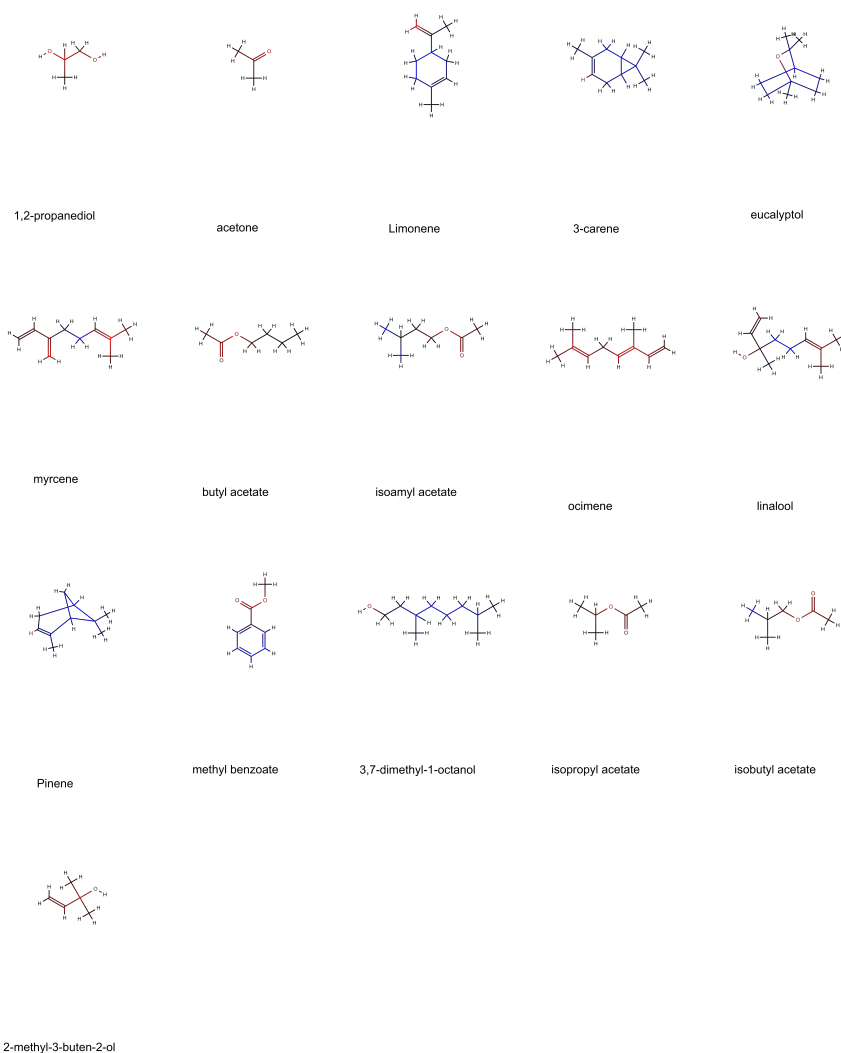 1,2-propanediol
acetone
Limonene
3-carene
eucalyptol
myrcene
butyl acetate
isoamyl acetate
ocimene
linalool
Pinene
methyl benzoate
3,7-dimethyl-1-octanol
isopropyl acetate
isobutyl acetate
2-methyl-3-buten-2-ol